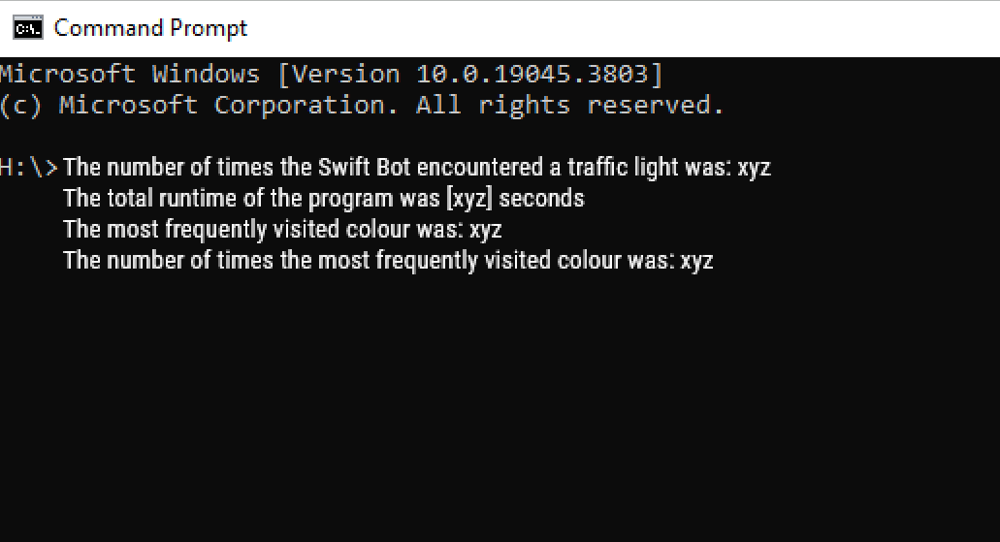 Command Prompt
Microsoft Windows [Version 10.0.19045.3803]
(c) Microsoft Corporation. All rights reserved.
H:\>The number of times the Swift Bot encountered a traffic light was: xyz
The total runtime of the program was [xyz] seconds
The most frequently visited colour was: xyz
The number of times the most frequently visited colour was: xyz